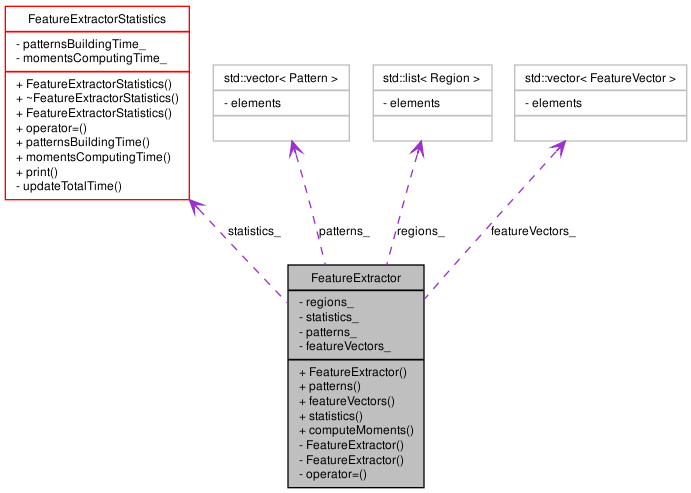 FeatureExtractorStatistics
- patternsBuildingTime_
- momentsComputingTime_
+ FeatureExtractorStatistics()
+ ~FeatureExtractorStatistics()
+ FeatureExtractorStatistics()
+ operator=()
+ patternsBuildingTime()
+ momentsComputingTime()
+ print()
- updateTotalTime()
std::vector< Pattern >
- elements
std::list< Region >
- elements
std::vector< FeatureVector >
- elements
statistics_
patterns_
regions_
featureVectors_
FeatureExtractor
- regions_
- statistics_
- patterns_
- featureVectors_
+ FeatureExtractor()
+ patterns()
+ featureVectors()
+ statistics()
+ computeMoments()
- FeatureExtractor()
- FeatureExtractor()
- operator=()